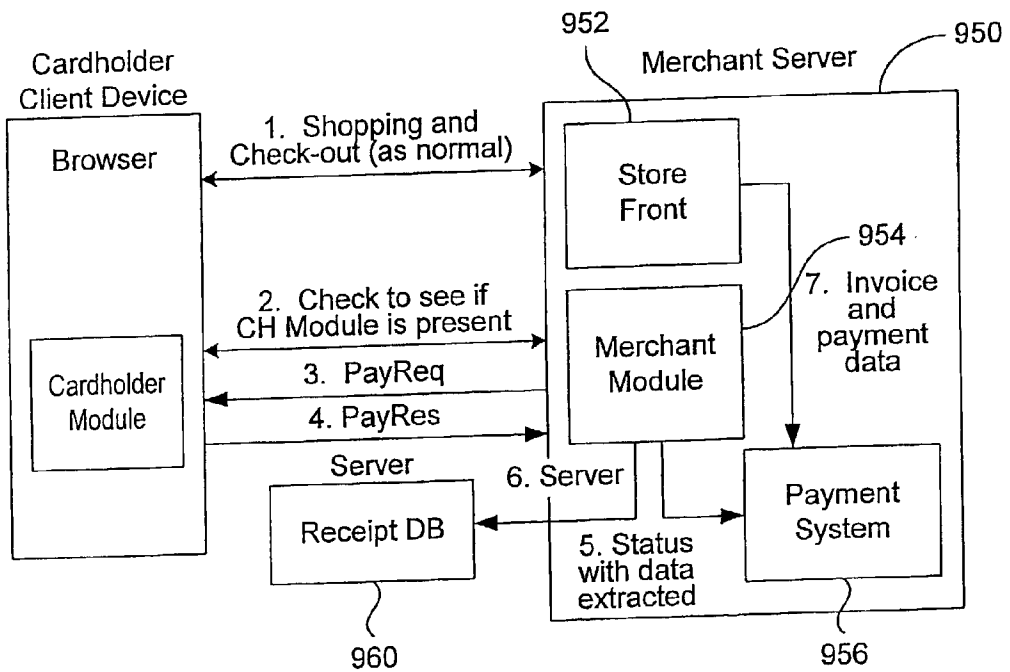 952
950
Cardholder
Client Device
Merchant Server
Browser
1. Shopping and
Check-out (as normal)
Store
Front
954
2. Check to see if
CH Module is present
7. Invoice
and
payment
data
Merchant
Module
3. PayReq
Cardholder
Module
4. PayRes
Server
6. Server
Receipt DB
Payment
System
5. Status
with data
extracted
960
956